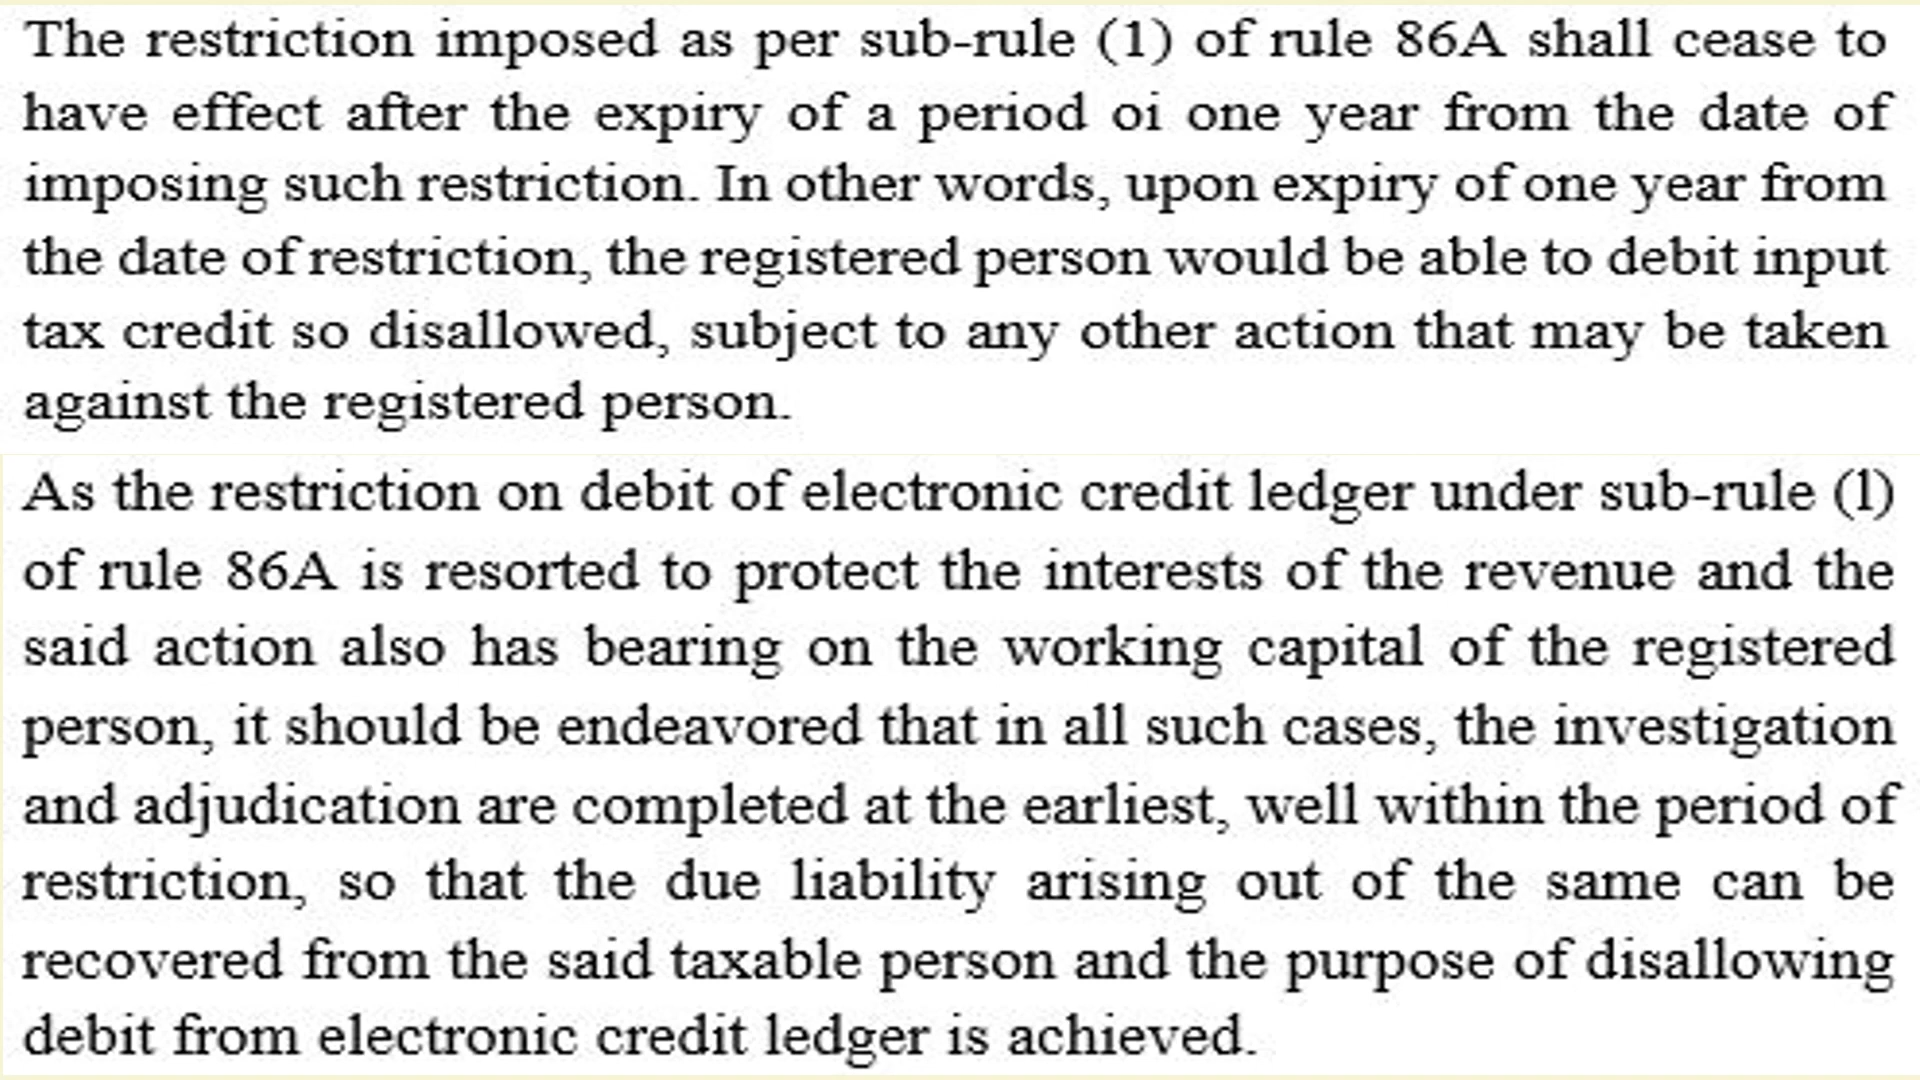 The restriction imposed as per sub-rule (1) of rule 86A shall cease to
have effect after the expiry of a period oi one year from the date of
imposing such restriction. In other words, upon expiry of one year from
the date of restriction, the registered person would be able to debit input
tax credit so disallowed, subject to any other action that may be taken
against the registered person.
As the restriction on debit of electronic credit ledger under sub-rule (l)
of rule 86A is resorted to protect the interests of the revenue and the
said action also has bearing on the working capital of the registered
person, it should be endeavored that in all such cases, the investigation
and adjudication are completed at the earliest, well within the period of
restriction, so that the due liability arising out of the same can be
recovered from the said taxable person and the purpose of disallowing
debit from electronic credit ledger is achieved.